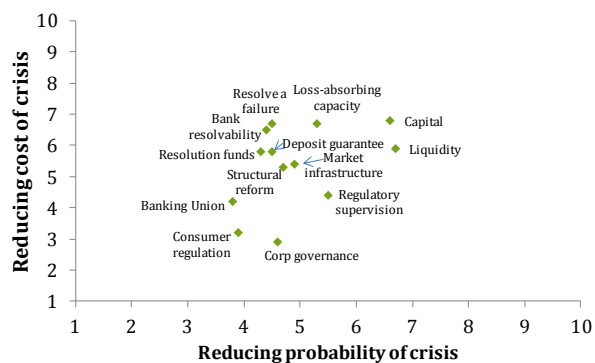 10
9
8
7
6
5
4
3
2
1
Reducing cost of crisis
Resolve a
failure
Loss-absorbing
capacity
Bank
resolvability
Capital
Deposit guarantee
Liquidity
Resolution funds
Market
infrastructure
Structural
reform
Regulatory
supervision
Banking Union
Consumer
regulation
Corp governance
1 2 3 4 5 6 7 8 9 10
Reducing probability of crisis